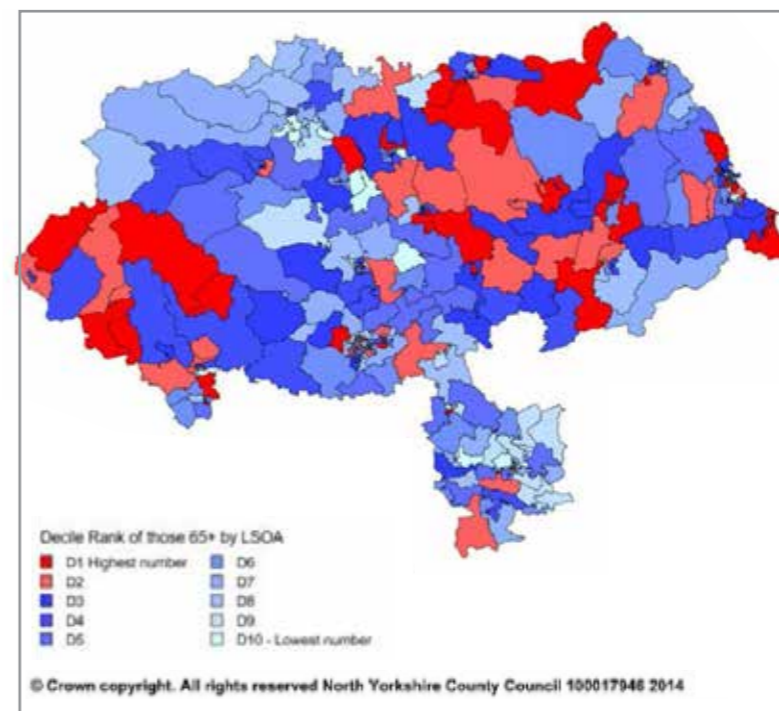 Decile Rank of those 65+ by LSOA
D1 Highest number
D2
D3
D4
D5
D6
D7
D8
D9
D10 - Lowest number
© Crown copyright. All rights reserved North Yorkshire County Council 100017946 2014